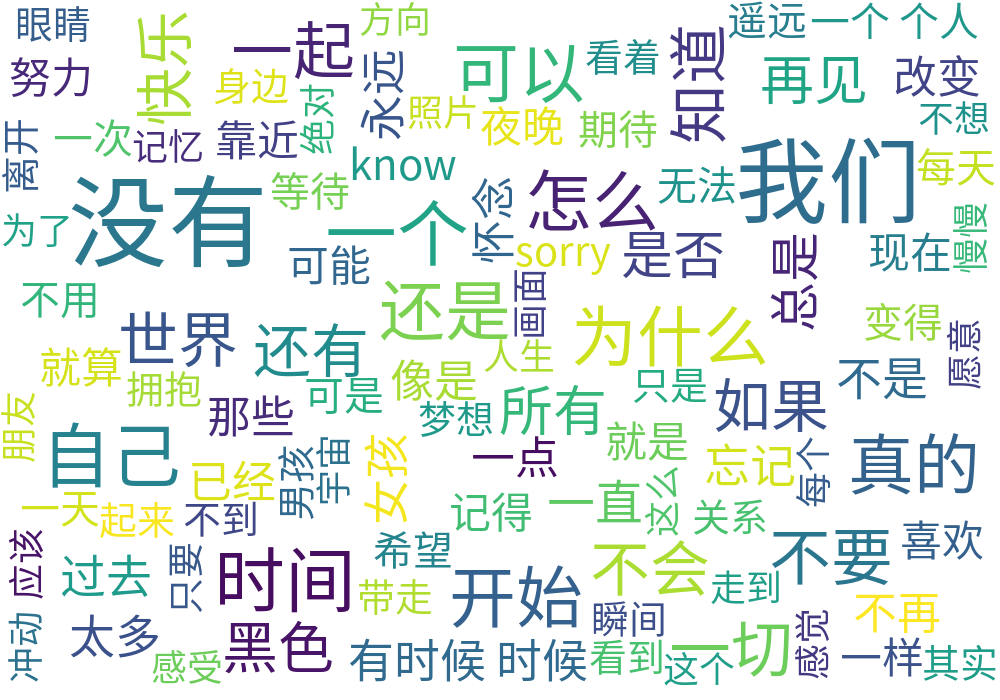 眼睛
快乐
一起
方向
可以
看着
知道
遥远
一个
个人
努力
身边
绝对
永远
照片
夜晚
期待
再见
改变
不想
离开
一次
记忆
靠近
know
无法
我们
每天
为了
没有
等待
一个
怀念
怎么
sorry
是否
总是
现在
慢慢
不用
可能
还是
画面
为什么
变得
愿意
世界
还有
人生
就算
拥抱
那些
可是
像是
梦想
所有
只是
如果
不是
朋友
自己
已经
男孩
宇宙
女孩
一点
就是
这么
忘记
每个
真的
一天
起来
不到
记得
一直
关系
喜欢
应该
过去
只要
时间
希望
带走
开始
不会
走到
不要
不再
冲动
太多
感受
黑色
有时候
时候
瞬间
看到
这个
一切
感觉
一样
其实